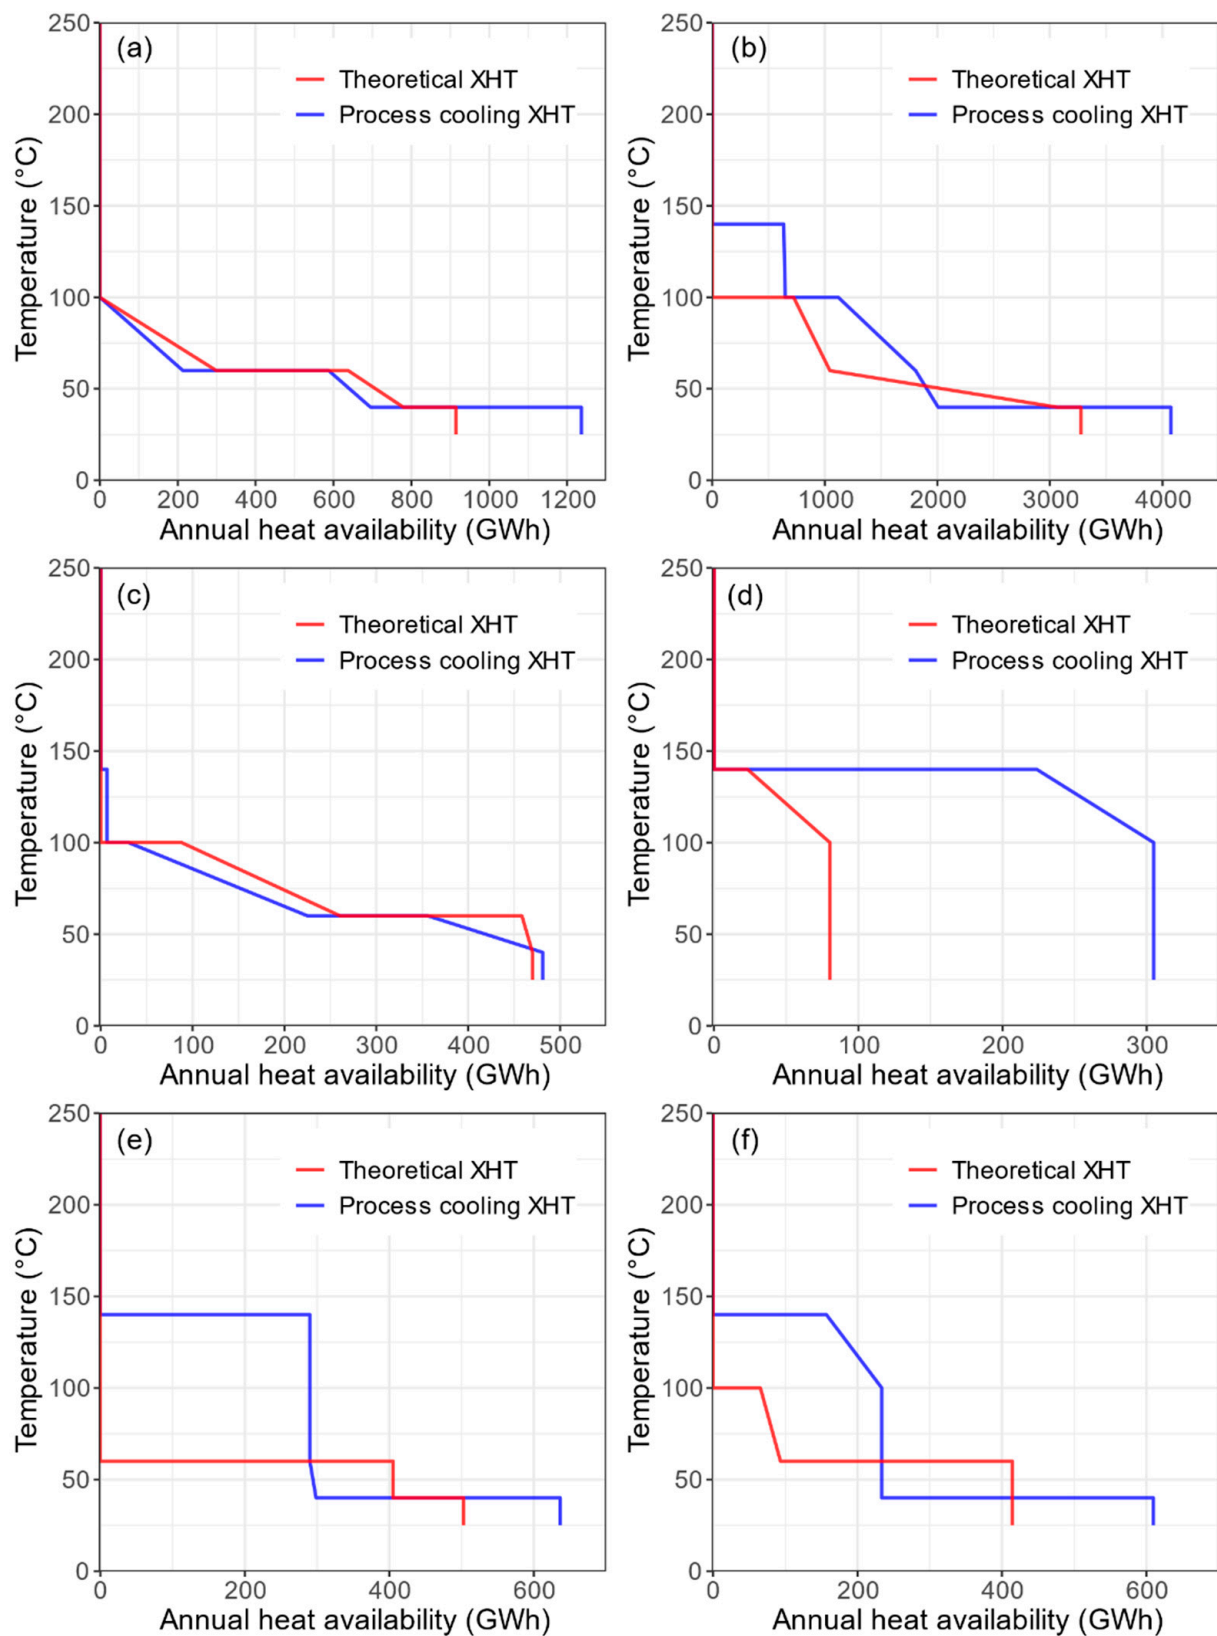 (a)
Theoretical XHT
Process cooling XHT
Temperature (°C)
250
200
150
100
50
0
0 200 400 600 800 1000 1200
Annual heat availability (GWh)
(b)
Theoretical XHT
Process cooling XHT
Temperature (°C)
250
200
150
100
50
0
0 1000 2000 3000 4000
Annual heat availability (GWh)
(c)
Theoretical XHT
Process cooling XHT
Temperature (°C)
250
200
150
100
50
0
0 100 200 300 400 500
Annual heat availability (GWh)
(d)
Theoretical XHT
Process cooling XHT
Temperature (°C)
250
200
150
100
50
0
0 100 200 300
Annual heat availability (GWh)
(e)
Theoretical XHT
Process cooling XHT
Temperature (°C)
250
200
150
100
50
0
0 200 400 600
Annual heat availability (GWh)
(f)
Theoretical XHT
Process cooling XHT
Temperature (°C)
250
200
150
100
50
0
0 200 400 600
Annual heat availability (GWh)